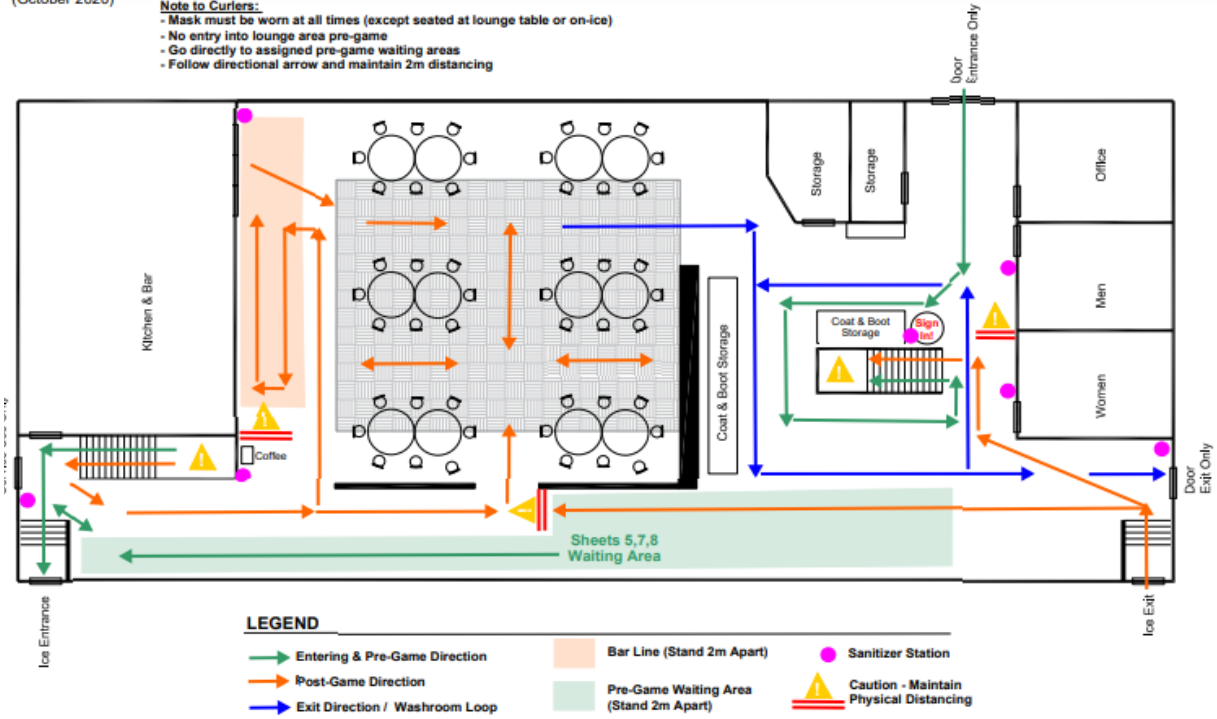 (October 2020)
Note to Curlers:
- Mask must be worn at all times (except seated at lounge table or on-ice)
- No entry into lounge area pre-game
- Go directly to assigned pre-game waiting areas
- Follow directional arrow and maintain 2m distancing
Door
Entrance Only
Storage
Storage
Office
Kitchen & Bar
Men
Coat & Boot
Storage
Sign
In!
Coat & Boot Storage
Women
Coffee
Door
Exit Only
Sheets 5,7,8
Waiting Area
Ice Entrance
Ice Exit
LEGEND
Entering & Pre-Game Direction
Post-Game Direction
Exit Direction / Washroom Loop
Bar Line (Stand 2m Apart)
Pre-Game Waiting Area
(Stand 2m Apart)
Sanitizer Station
Caution - Maintain
Physical Distancing